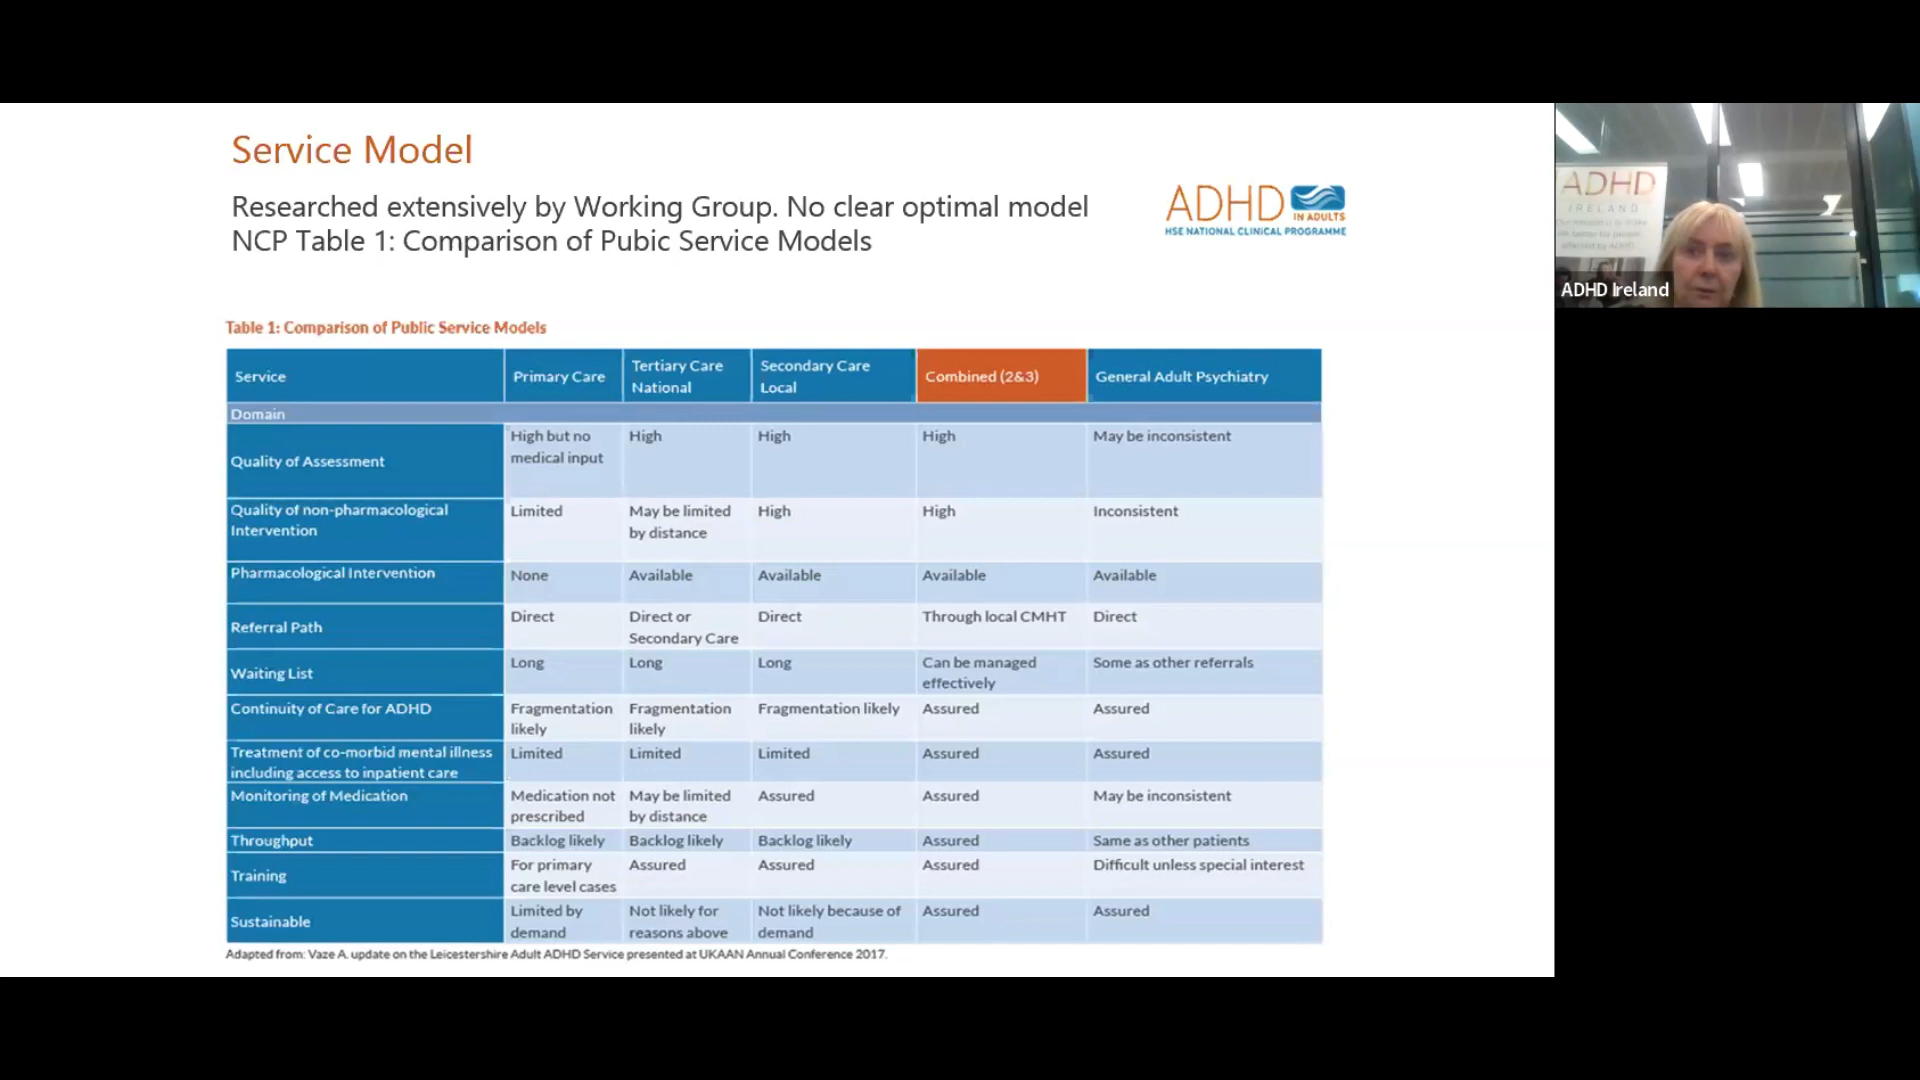 Service Model
Researched extensively by Working Group. No clear optimal model
NCP Table 1: Comparison of Pubic Service Models
ADHD
IN ADULTS
HSE NATIONAL CLINICAL PROGRAMME
ADHD
IRELAND
ADHD Ireland
Table 1: Comparison of Public Service Models
Service
Primary Care
Tertiary Care
National
Secondary Care
Local
Combined (2&3)
General Adult Psychiatry
Domain
Quality of Assessment
High but no
medical input
High
High
High
May be inconsistent
Quality of non-pharmacological
Intervention
Limited
May be limited
by distance
High
High
Inconsistent
Pharmacological Intervention
None
Available
Available
Available
Available
Referral Path
Direct
Direct or
Secondary Care
Direct
Through local CMHT
Direct
Waiting List
Long
Long
Long
Can be managed
effectively
Some as other referrals
Continuity of Care for ADHD
Fragmentation
likely
Fragmentation
likely
Fragmentation likely
Assured
Assured
Treatment of co-morbid mental illness
including access to inpatient care
Limited
Limited
Limited
Assured
Assured
Monitoring of Medication
Medication not
prescribed
May be limited
by distance
Assured
Assured
May be inconsistent
Throughput
Backlog likely
Backlog likely
Backlog likely
Assured
Same as other patients
Training
For primary
care level cases
Assured
Assured
Assured
Difficult unless special interest
Sustainable
Limited by
demand
Not likely for
reasons above
Not likely because of
demand
Assured
Assured
Adapted from: Vaze A. update on the Leicestershire Adult ADHD Service presented at UKAAN Annual Conference 2017.